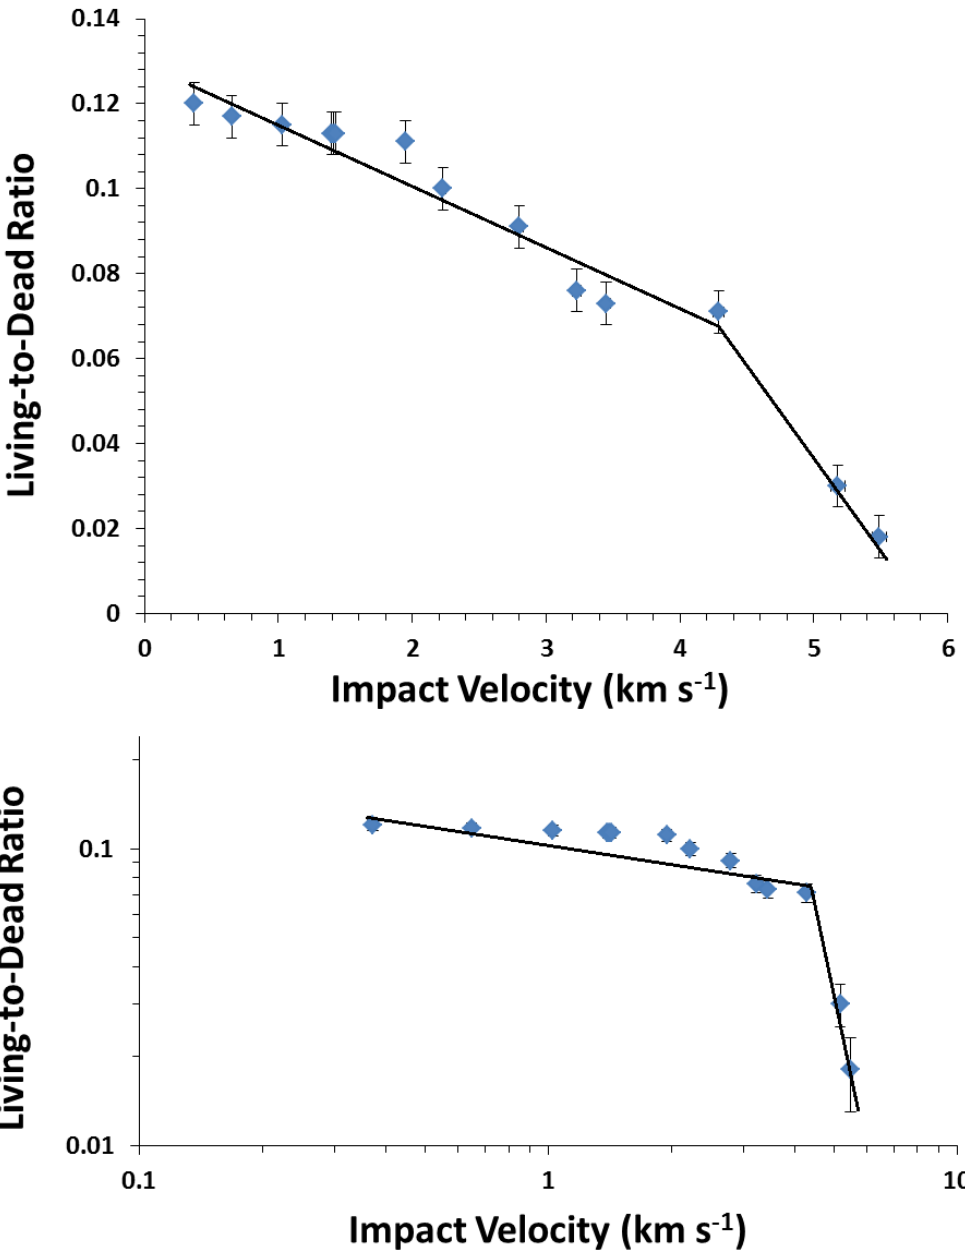 0.14
0.12
0.1
0.08
0.06
0.04
0.02
0
Living-to-Dead Ratio
0 1 2 3 4 5 6
Impact Velocity (km s⁻¹)
0.1
0.01
Living-to-Dead Ratio
0.1 1 10
Impact Velocity (km s⁻¹)